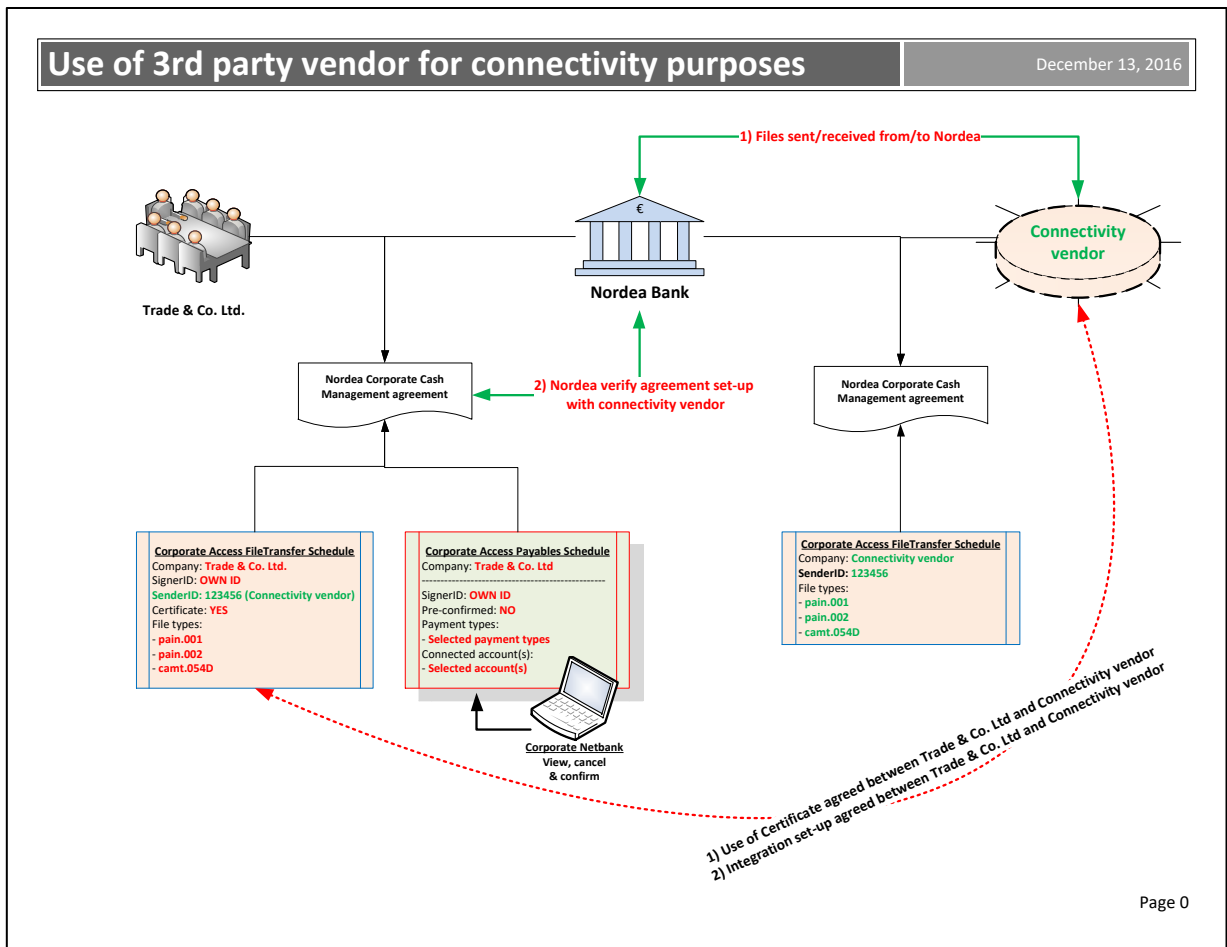 Use of 3rd party vendor for connectivity purposes
December 13, 2016
1) Files sent/received from/to Nordea
€
Connectivity
vendor
Trade & Co. Ltd.
Nordea Bank
Nordea Corporate Cash
Management agreement
2) Nordea verify agreement set-up
with connectivity vendor
Nordea Corporate Cash
Management agreement
Corporate Access FileTransfer Schedule
Company: Trade & Co. Ltd.
SignerID: OWN ID
SenderID: 123456 (Connectivity vendor)
Certificate: YES
File types:
- pain.001
- pain.002
- camt.054D
Corporate Access Payables Schedule
Company: Trade & Co. Ltd
------------------------------------------------
SignerID: OWN ID
Pre-confirmed: NO
Payment types:
- Selected payment types
Connected account(s):
- Selected account(s)
Corporate Netbank
View, cancel
& confirm
Corporate Access FileTransfer Schedule
Company: Connectivity vendor
SenderID: 123456
File types:
- pain.001
- pain.002
- camt.054D
1) Use of Certificate agreed between Trade & Co. Ltd and Connectivity vendor
2) Integration set-up agreed between Trade & Co. Ltd and Connectivity vendor
Page 0